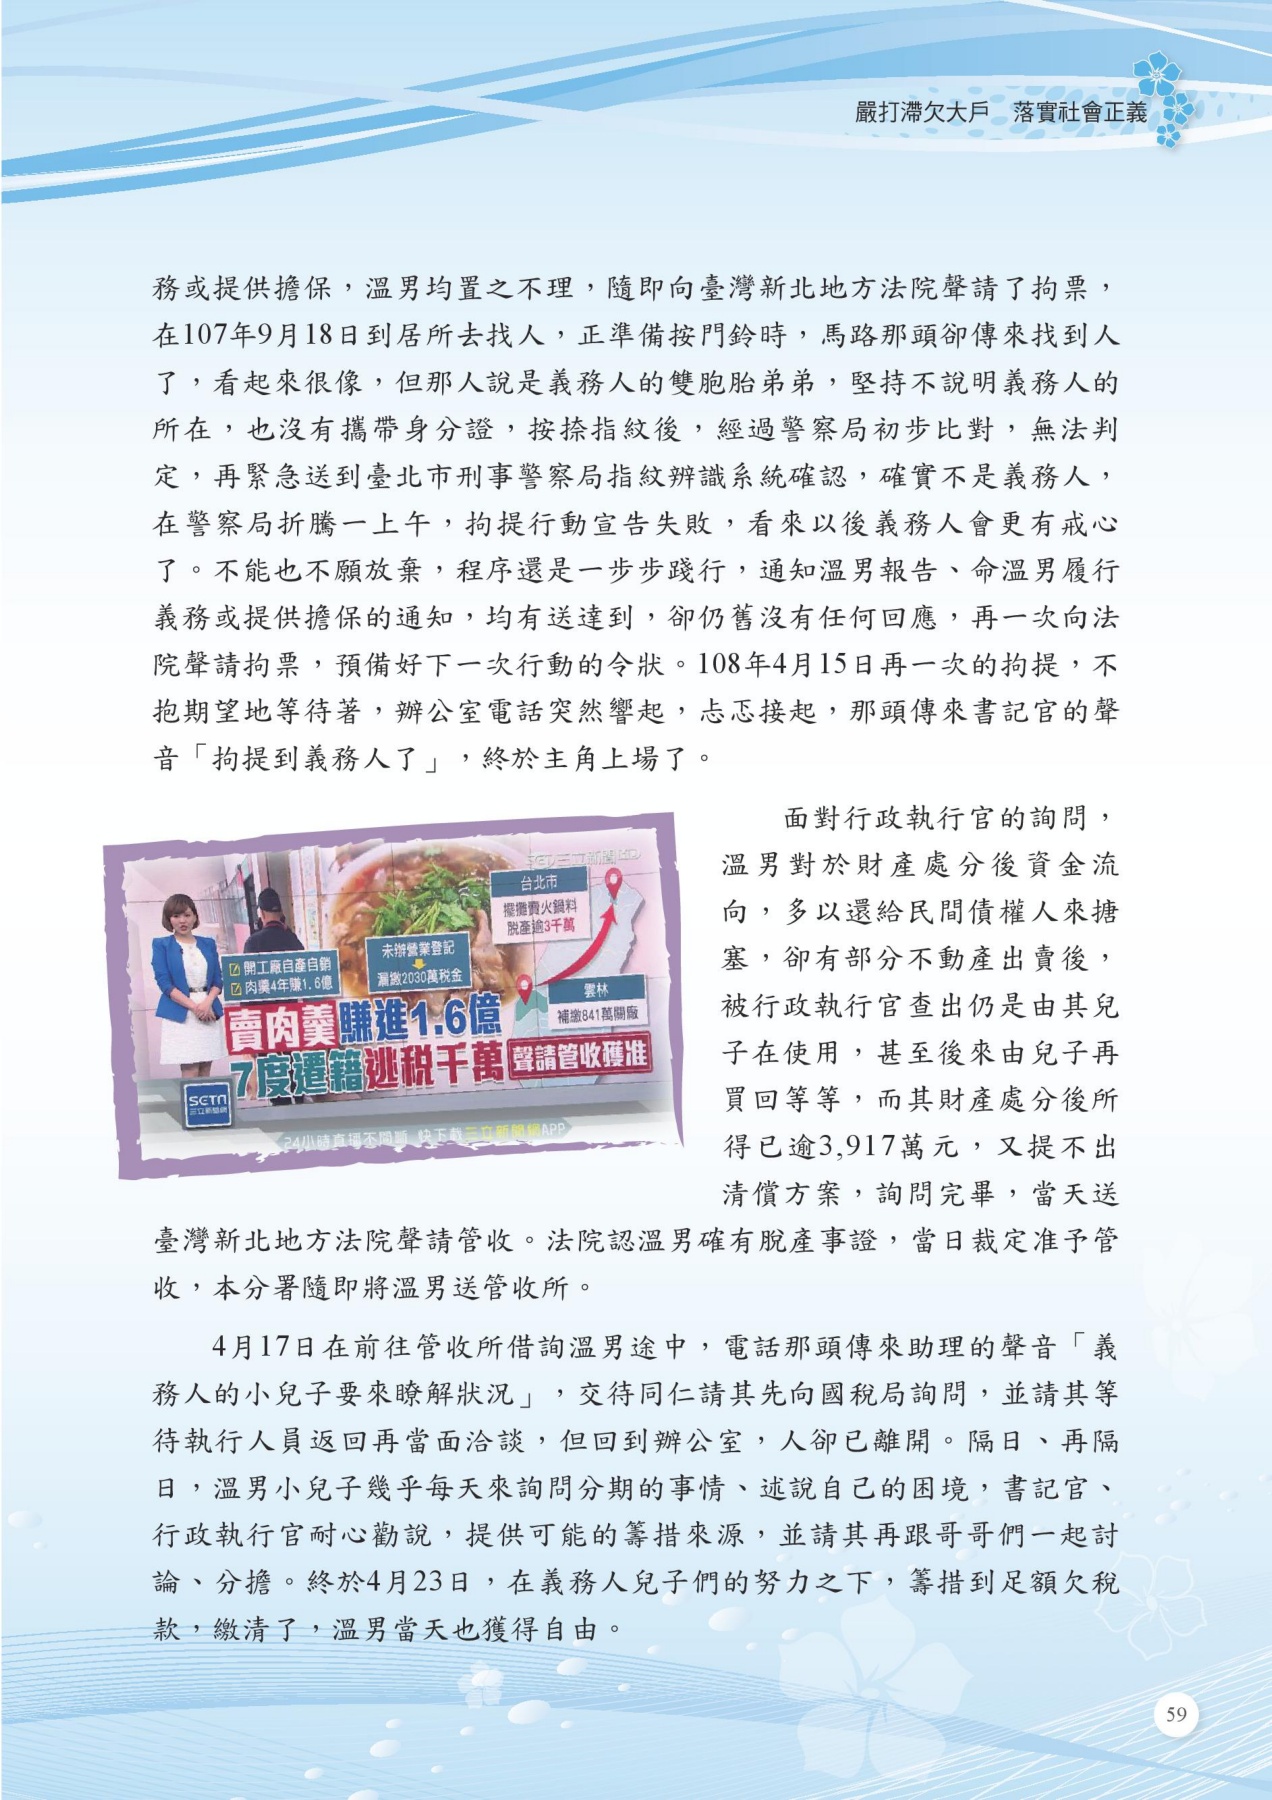 嚴打滯欠大戶　落實社會正義
務或提供擔保，溫男均置之不理，隨即向臺灣新北地方法院聲請了拘票，
在107年9月18日到居所去找人，正準備按門鈴時，馬路那頭卻傳來找到人
了，看起來很像，但那人說是義務人的雙胞胎弟弟，堅持不說明義務人的
所在，也沒有攜帶身分證，按捺指紋後，經過警察局初步比對，無法判
定，再緊急送到臺北市刑事警察局指紋辨識系統確認，確實不是義務人，
在警察局折騰一上午，拘提行動宣告失敗，看來以後義務人會更有戒心
了。不能也不願放棄，程序還是一步步踐行，通知溫男報告、命溫男履行
義務或提供擔保的通知，均有送達到，卻仍舊沒有任何回應，再一次向法
院聲請拘票，預備好下一次行動的令狀。108年4月15日再一次的拘提，不
抱期望地等待著，辦公室電話突然響起，忐忑接起，那頭傳來書記官的聲
音「拘提到義務人了」，終於主角上場了。
SET 三立新聞HD
台北市
擺攤賣火鍋料
脫產逾3千萬
未辦營業登記
漏繳2030萬稅金
開工廠自產自銷
肉羹4年賺1.6億
雲林
補繳841萬關廠
賣肉羹賺進1.6億
7度遷籍逃稅千萬 聲請管收獲准
SETN
三立新聞網
24小時直播不間斷 快下載三立新聞網APP
面對行政執行官的詢問，
溫男對於財產處分後資金流
向，多以還給民間債權人來搪
塞，卻有部分不動產出賣後，
被行政執行官查出仍是由其兒
子在使用，甚至後來由兒子再
買回等等，而其財產處分後所
得已逾3,917萬元，又提不出
清償方案，詢問完畢，當天送
臺灣新北地方法院聲請管收。法院認溫男確有脫產事證，當日裁定准予管
收，本分署隨即將溫男送管收所。
4月17日在前往管收所借詢溫男途中，電話那頭傳來助理的聲音「義
務人的小兒子要來瞭解狀況」，交待同仁請其先向國稅局詢問，並請其等
待執行人員返回再當面洽談，但回到辦公室，人卻已離開。隔日、再隔
日，溫男小兒子幾乎每天來詢問分期的事情、述說自己的困境，書記官、
行政執行官耐心勸說，提供可能的籌措來源，並請其再跟哥哥們一起討
論、分擔。終於4月23日，在義務人兒子們的努力之下，籌措到足額欠稅
款，繳清了，溫男當天也獲得自由。
59